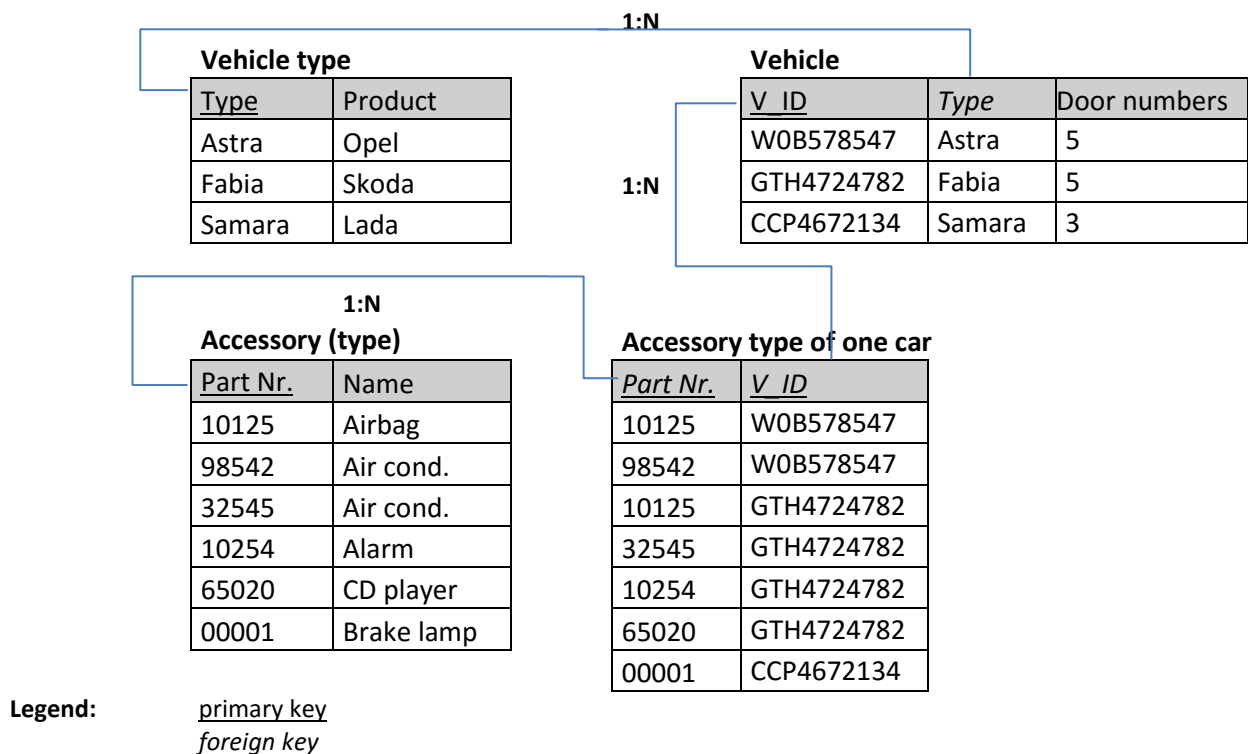 1:N
Vehicle type
Type Product
Astra Opel
Fabia Skoda
Samara Lada
Vehicle
V_ID Type Door numbers
W0B578547 Astra 5
GTH4724782 Fabia 5
CCP4672134 Samara 3
1:N
1:N
Accessory (type)
Part Nr. Name
10125 Airbag
98542 Air cond.
32545 Air cond.
10254 Alarm
65020 CD player
00001 Brake lamp
Accessory type of one car
Part Nr. V_ID
10125 W0B578547
98542 W0B578547
10125 GTH4724782
32545 GTH4724782
10254 GTH4724782
65020 GTH4724782
00001 CCP4672134
Legend: primary key
foreign key